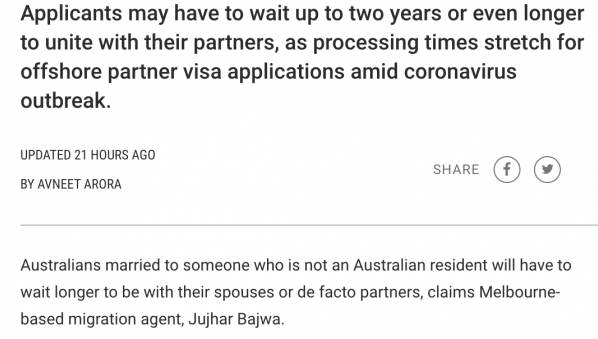 Applicants may have to wait up to two years or even longer
to unite with their partners, as processing times stretch for
offshore partner visa applications amid coronavirus
outbreak.
UPDATED 21 HOURS AGO
BY AVNEET ARORA
SHARE
Australians married to someone who is not an Australian resident will have to
wait longer to be with their spouses or de facto partners, claims Melbourne-
based migration agent, Jujhar Bajwa.